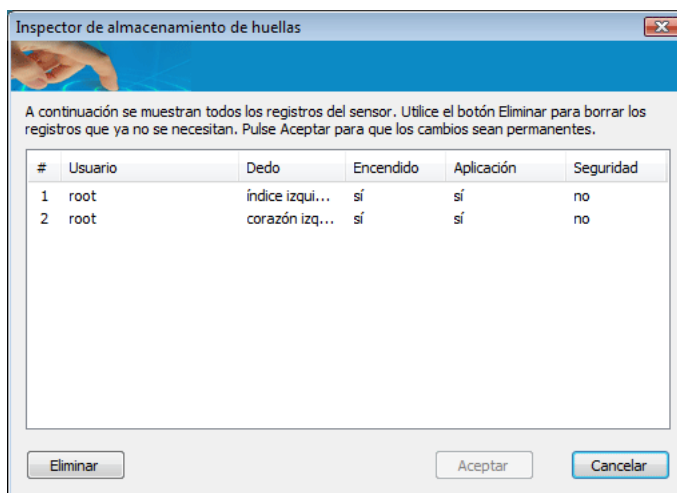 Inspector de almacenamiento de huellas
A continuación se muestran todos los registros del sensor. Utilice el botón Eliminar para borrar los
registros que ya no se necesitan. Pulse Aceptar para que los cambios sean permanentes.
# Usuario Dedo Encendido Aplicación Seguridad
1 root índice izqui... sí sí no
2 root corazón izq... sí sí no
Eliminar Aceptar Cancelar